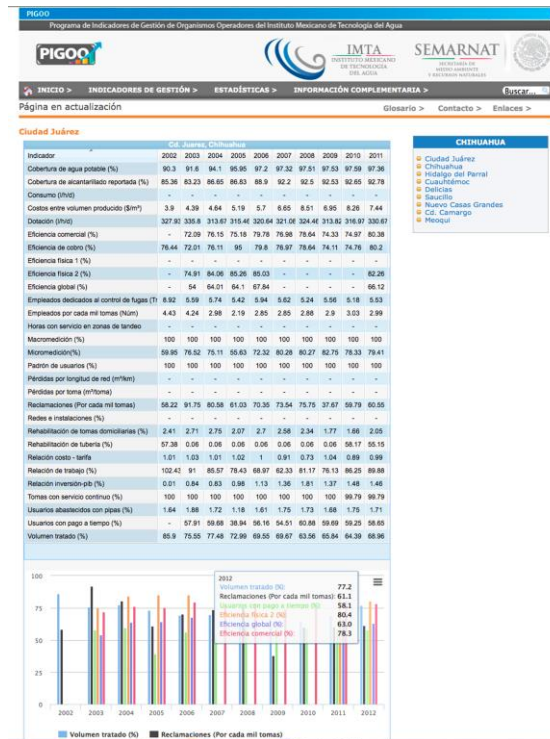 PIGOO
Programa de Indicadores de Gestión de Organismos Operadores del Instituto Mexicano de Tecnología del Agua
PIGOO
IMTA
INSTITUTO MEXICANO
DE TECNOLOGÍA
DEL AGUA
SEMARNAT
SECRETARÍA DE
MEDIO AMBIENTE
Y RECURSOS NATURALES
INICIO > INDICADORES DE GESTIÓN > ESTADÍSTICAS > INFORMACIÓN COMPLEMENTARIA > Buscar...
Página en actualización Glosario > Contacto > Enlaces >
Ciudad Juárez
Cd. Juarez, Chihuahua
Indicador 2002 2003 2004 2005 2006 2007 2008 2009 2010 2011
Cobertura de agua potable (%) 90.3 91.6 94.1 95.95 97.2 97.32 97.51 97.53 97.59 97.36
Cobertura de alcantarillado reportada (%) 85.36 83.23 86.65 86.83 88.9 92.2 92.5 92.53 92.65 92.78
Consumo (l/h/d) - - - - - - - - - -
Costos entre volumen producido ($/m³) 3.9 4.39 4.64 5.19 5.7 6.65 8.51 6.95 8.26 7.44
Dotación (l/h/d) 327.93 335.8 313.67 315.46 320.64 321.06 324.46 313.82 316.97 330.67
Eficiencia comercial (%) - 72.09 76.15 75.18 79.78 76.98 78.64 74.33 74.97 80.38
Eficiencia de cobro (%) 76.44 72.01 76.11 95 79.8 76.97 78.64 74.11 74.76 80.2
Eficiencia física 1 (%) - - - - - - - - - -
Eficiencia física 2 (%) - 74.91 84.06 85.26 85.03 - - - - 82.26
Eficiencia global (%) - 54 64.01 64.1 67.84 - - - - 66.12
Empleados dedicados al control de fugas 6.92 5.59 5.74 5.42 5.94 5.62 5.24 5.56 5.18 5.53
Empleados por cada mil tomas (Núm) 4.43 4.24 2.98 2.19 2.85 2.85 2.88 2.9 3.03 2.99
Horas con servicio en zonas de tandeo - - - - - - - - - -
Macromedición (%) 100 100 100 100 100 100 100 100 100 100
Micromedición(%) 59.95 76.52 75.11 55.63 72.32 80.28 80.27 82.75 78.33 79.41
Padrón de usuarios (%) 100 100 100 100 100 100 100 100 100 100
Pérdidas por longitud de red (m³/km) - - - - - - - - - -
Pérdidas por toma (m³/toma) - - - - - - - - - -
Reclamaciones (Por cada mil tomas) 58.22 91.75 80.58 61.03 70.35 73.54 75.75 37.67 59.79 60.55
Redes e instalaciones (%) - - - - - - - - - -
Rehabilitación de tomas domiciliarias (%) 2.41 2.71 2.75 2.07 2.7 2.58 2.34 1.77 1.66 2.05
Rehabilitación de tubería (%) 57.38 0.06 0.06 0.06 0.06 0.06 0.06 0.06 58.17 55.15
Relación costo - tarifa 1.01 1.03 1.01 1.02 1 0.91 0.73 1.04 0.89 0.99
Relación de trabajo (%) 102.43 91 85.57 78.43 68.97 62.33 81.17 76.13 86.25 89.88
Relación inversión-pib (%) 0.01 0.84 0.83 0.98 1.13 1.36 1.81 1.37 1.48 1.46
Tomas con servicio continuo (%) 100 100 100 100 100 100 100 100 99.79 99.79
Usuarios abastecidos con pipas (%) 1.64 1.88 1.72 1.18 1.61 1.75 1.73 1.68 1.75 1.71
Usuarios con pago a tiempo (%) - 57.91 59.68 38.94 56.16 54.51 60.88 59.69 59.25 58.65
Volumen tratado (%) 85.9 75.55 77.48 72.99 69.55 69.67 63.56 65.84 64.39 68.96
CHIHUAHUA
Ciudad Juárez
Chihuahua
Hidalgo del Parral
Cuauhtémoc
Delicias
Saucillo
Nuevo Casas Grandes
Cd. Camargo
Meoqui
2012
Volumen tratado (%): 77.2
Reclamaciones (Por cada mil tomas): 61.1
Usuarios con pago a tiempo (%): 58.1
Eficiencia física 2 (%): 80.4
Eficiencia global (%): 63.0
Eficiencia comercial (%): 78.3
100
75
50
25
0
2002 2003 2004 2005 2006 2007 2008 2009 2010 2011 2012
Volumen tratado (%) Reclamaciones (Por cada mil tomas)